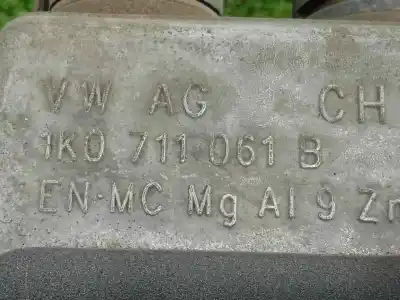 VW AG CH
1K0 711 061 B
EN·MC Mg Al 9 Zn